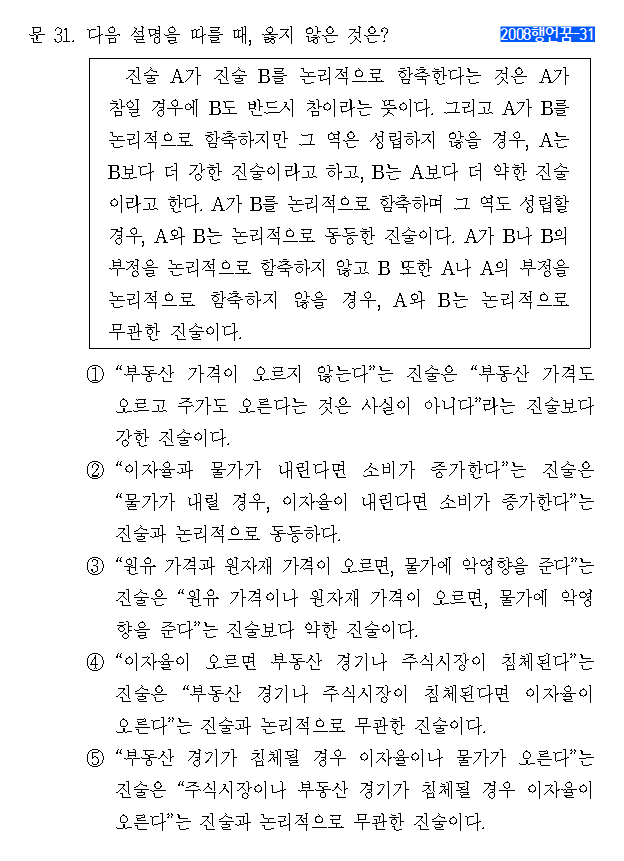 문 31. 다음 설명을 따를 때, 옳지 않은 것은?
2008행언꿈-31
진술 A가 진술 B를 논리적으로 함축한다는 것은 A가
참일 경우에 B도 반드시 참이라는 뜻이다. 그리고 A가 B를
논리적으로 함축하지만 그 역은 성립하지 않을 경우, A는
B보다 더 강한 진술이라고 하고, B는 A보다 더 약한 진술
이라고 한다. A가 B를 논리적으로 함축하며 그 역도 성립할
경우, A와 B는 논리적으로 동등한 진술이다. A가 B나 B의
부정을 논리적으로 함축하지 않고 B 또한 A나 A의 부정을
논리적으로 함축하지 않을 경우, A와 B는 논리적으로
무관한 진술이다.
① “부동산 가격이 오르지 않는다”는 진술은 “부동산 가격도
오르고 주가도 오른다는 것은 사실이 아니다”라는 진술보다
강한 진술이다.
② “이자율과 물가가 내린다면 소비가 증가한다”는 진술은
“물가가 내릴 경우, 이자율이 내린다면 소비가 증가한다”는
진술과 논리적으로 동등하다.
③ “원유 가격과 원자재 가격이 오르면, 물가에 악영향을 준다”는
진술은 “원유 가격이나 원자재 가격이 오르면, 물가에 악영
향을 준다”는 진술보다 약한 진술이다.
④ “이자율이 오르면 부동산 경기나 주식시장이 침체된다”는
진술은 “부동산 경기나 주식시장이 침체된다면 이자율이
오른다”는 진술과 논리적으로 무관한 진술이다.
⑤ “부동산 경기가 침체될 경우 이자율이나 물가가 오른다”는
진술은 “주식시장이나 부동산 경기가 침체될 경우 이자율이
오른다”는 진술과 논리적으로 무관한 진술이다.